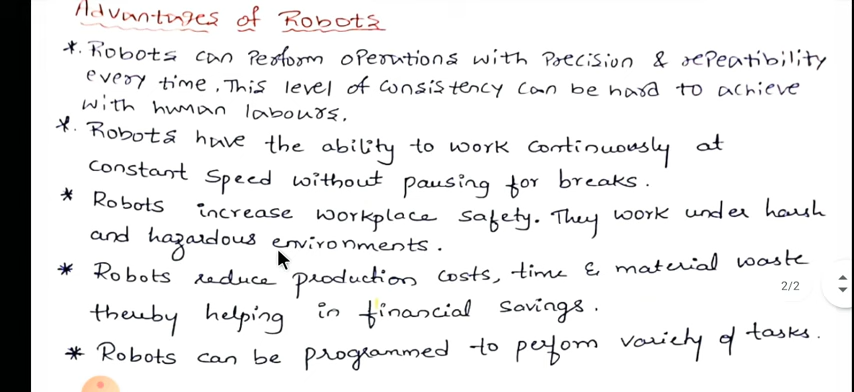 Advantages of Robots
*. Robots can perform operations with Precision & repeatibility
every time. This level of consistency can be hard to achieve
with human labours.
*. Robots have the ability to work continuously at
constant speed without pausing for breaks.
* Robots increase workplace safety. They work under harsh
and hazardous environments.
* Robots reduce production costs, time & material waste
2/2
thereby helping in financial savings.
* Robots can be programmed to perfom variety of tasks.